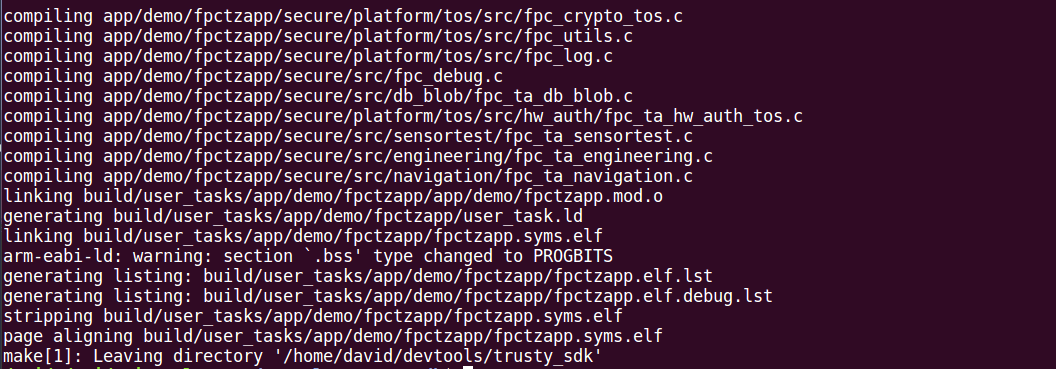 compiling app/demo/fpctzapp/secure/platform/tos/src/fpc_crypto_tos.c
compiling app/demo/fpctzapp/secure/platform/tos/src/fpc_utils.c
compiling app/demo/fpctzapp/secure/platform/tos/src/fpc_log.c
compiling app/demo/fpctzapp/secure/src/fpc_debug.c
compiling app/demo/fpctzapp/secure/src/db_blob/fpc_ta_db_blob.c
compiling app/demo/fpctzapp/secure/platform/tos/src/hw_auth/fpc_ta_hw_auth_tos.c
compiling app/demo/fpctzapp/secure/src/sensortest/fpc_ta_sensortest.c
compiling app/demo/fpctzapp/secure/src/engineering/fpc_ta_engineering.c
compiling app/demo/fpctzapp/secure/src/navigation/fpc_ta_navigation.c
linking build/user_tasks/app/demo/fpctzapp/app/demo/fpctzapp.mod.o
generating build/user_tasks/app/demo/fpctzapp/user_task.ld
linking build/user_tasks/app/demo/fpctzapp/fpctzapp.syms.elf
arm-eabi-ld: warning: section `.bss' type changed to PROGBITS
generating listing: build/user_tasks/app/demo/fpctzapp/fpctzapp.elf.lst
generating listing: build/user_tasks/app/demo/fpctzapp/fpctzapp.elf.debug.lst
stripping build/user_tasks/app/demo/fpctzapp/fpctzapp.syms.elf
page aligning build/user_tasks/app/demo/fpctzapp/fpctzapp.syms.elf
make[1]: Leaving directory '/home/david/devtools/trusty_sdk'